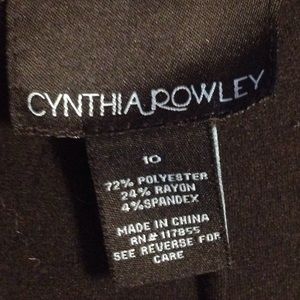 CYNTHIA ROWLEY
10
72% POLYESTER
24% RAYON
4%SPANDEX
MADE IN CHINA
RN# 117855
SEE REVERSE FOR
CARE